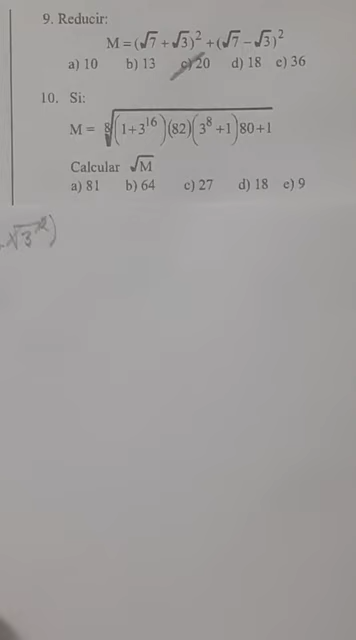 9. Reducir:
M = (√7 + √3)² + (√7 − √3)²
a) 10 b) 13 c) 20 d) 18 e) 36
10. Si:
M = ⁸√(1+3¹⁶)(82)(3⁸+1)80+1
Calcular √M
a) 81 b) 64 c) 27 d) 18 e) 9